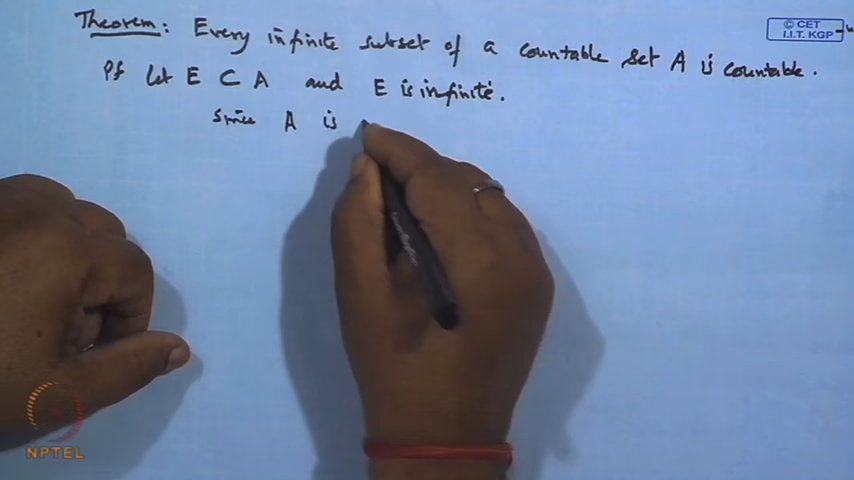 Theorem: Every infinite subset of a countable set A is countable.
Pf let E ⊂ A and E is infinite.
Since A is
© CET
I.I.T. KGP
NPTEL